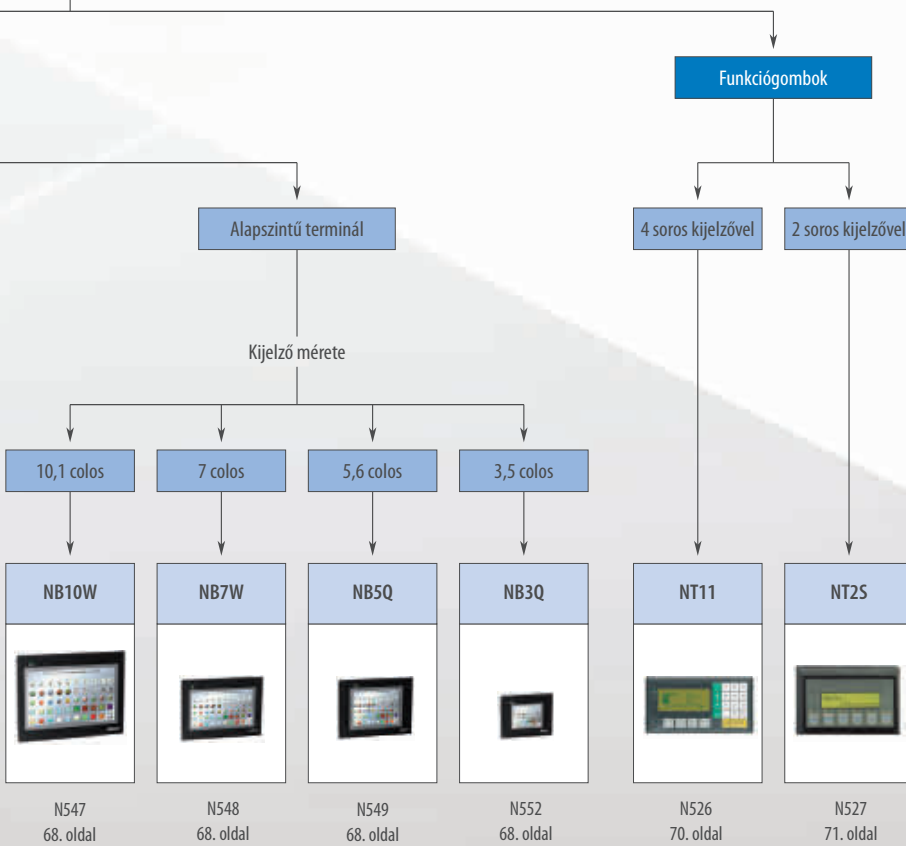 Funkciógombok
Alapszintű terminál
4 soros kijelzővel
2 soros kijelzővel
Kijelző mérete
10,1 colos
7 colos
5,6 colos
3,5 colos
NB10W
NB7W
NB5Q
NB3Q
NT11
NT2S
N547
68. oldal
N548
68. oldal
N549
68. oldal
N552
68. oldal
N526
70. oldal
N527
71. oldal